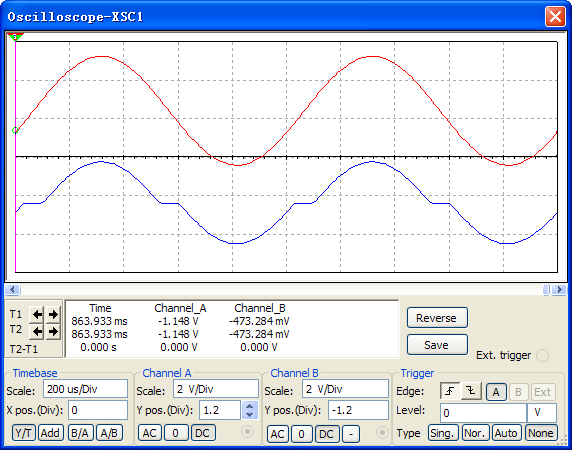 Oscilloscope-XSC1
T1
T2
T2-T1
Time Channel_A Channel_B
863.933 ms -1.148 V -473.284 mV
863.933 ms -1.148 V -473.284 mV
0.000 s 0.000 V 0.000 V
Reverse
Save
Ext. trigger
Timebase
Scale: 200 us/Div
X pos.(Div): 0
Y/T Add B/A A/B
Channel A
Scale: 2 V/Div
Y pos.(Div): 1.2
AC 0 DC
Channel B
Scale: 2 V/Div
Y pos.(Div): -1.2
AC 0 DC -
Trigger
Edge: A B Ext
Level: 0 V
Type Sing. Nor. Auto None